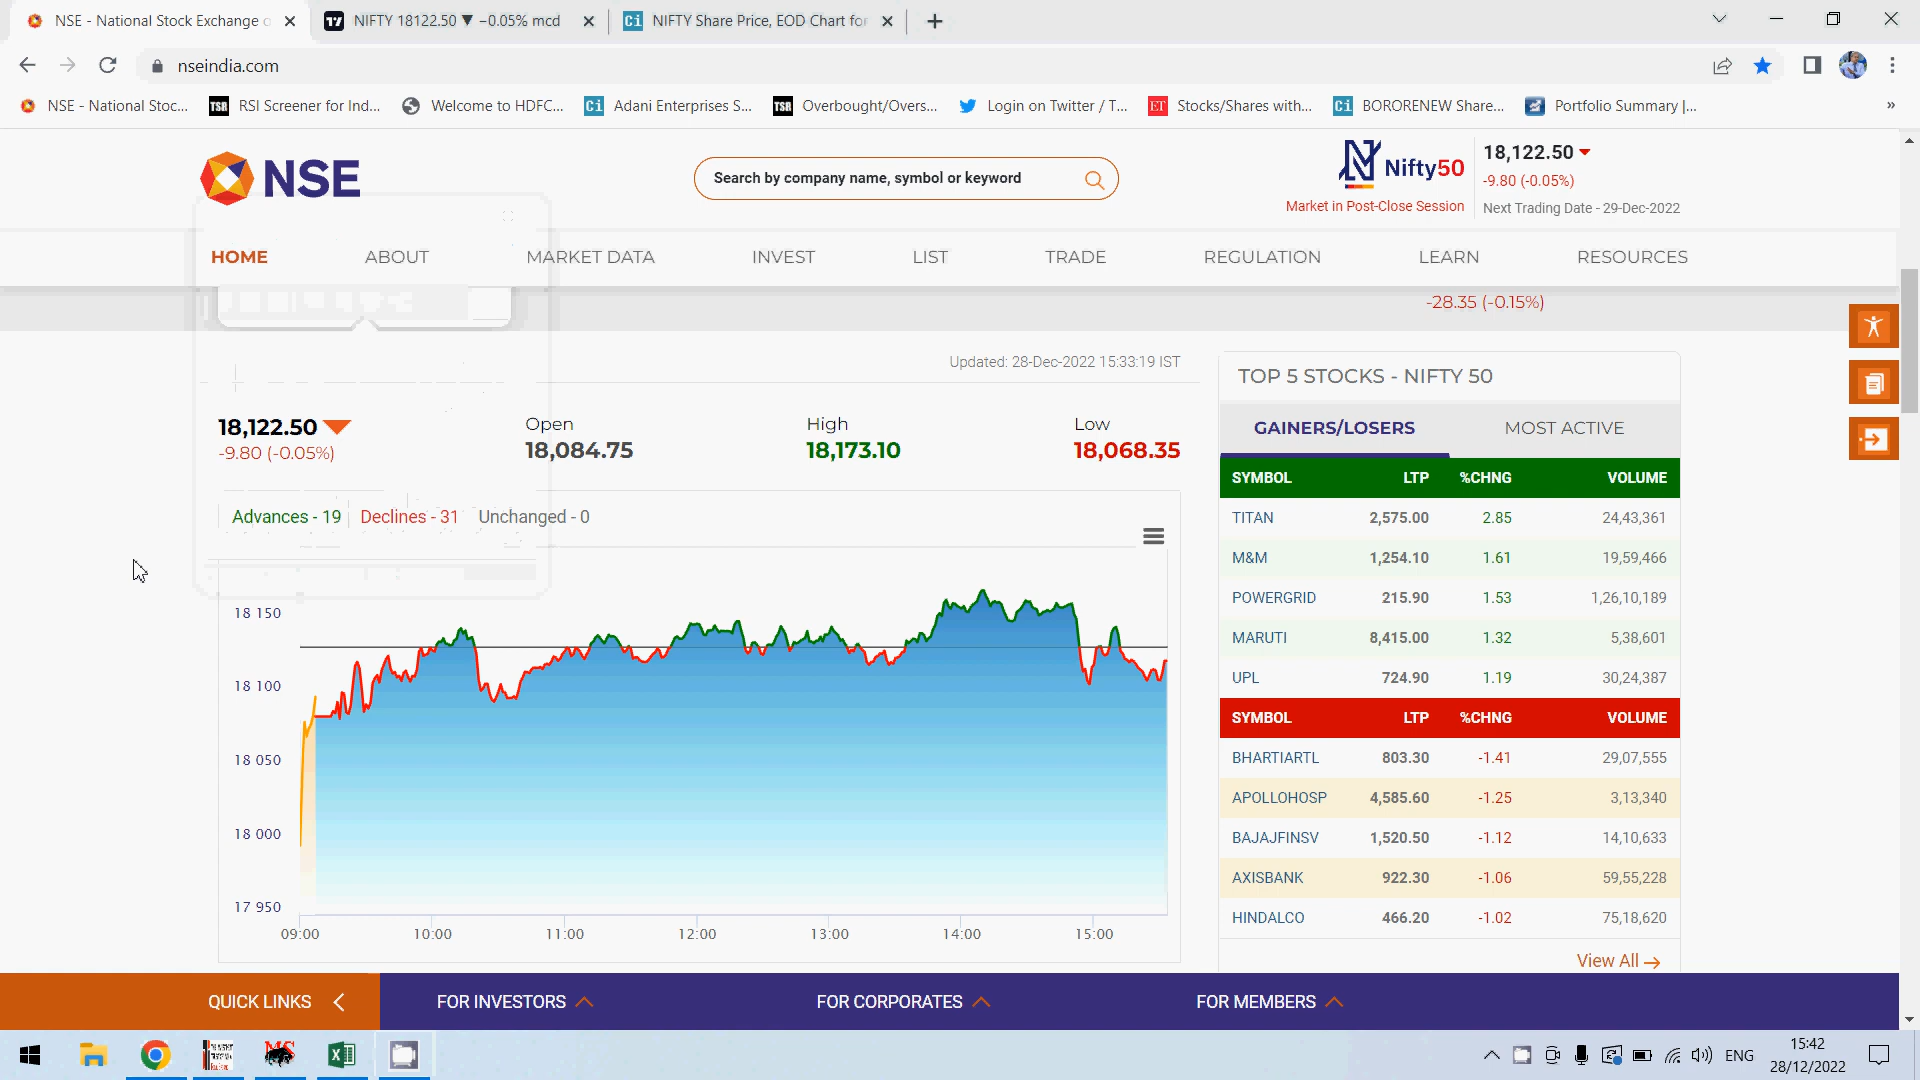 NSE - National Stock Exchange o
NIFTY 18122.50 ▼ −0.05% mcd
Ci NIFTY Share Price, EOD Chart for
nseindia.com
NSE - National Stoc...
TSR RSI Screener for Ind...
Welcome to HDFC...
Ci Adani Enterprises S...
TSR Overbought/Overs...
Login on Twitter / T...
ET Stocks/Shares with...
Ci BORORENEW Share...
Portfolio Summary |...
»
NSE
Search by company name, symbol or keyword
Nifty50
Market in Post-Close Session
18,122.50
-9.80 (-0.05%)
Next Trading Date - 29-Dec-2022
HOME ABOUT MARKET DATA INVEST LIST TRADE REGULATION LEARN RESOURCES
-28.35 (-0.15%)
Updated: 28-Dec-2022 15:33:19 IST
18,122.50
-9.80 (-0.05%)
Open
18,084.75
High
18,173.10
Low
18,068.35
Advances - 19 Declines - 31 Unchanged - 0
18 150
18 100
18 050
18 000
17 950
09:00 10:00 11:00 12:00 13:00 14:00 15:00
TOP 5 STOCKS - NIFTY 50
GAINERS/LOSERS MOST ACTIVE
SYMBOL LTP %CHNG VOLUME
TITAN 2,575.00 2.85 24,43,361
M&M 1,254.10 1.61 19,59,466
POWERGRID 215.90 1.53 1,26,10,189
MARUTI 8,415.00 1.32 5,38,601
UPL 724.90 1.19 30,24,387
SYMBOL LTP %CHNG VOLUME
BHARTIARTL 803.30 -1.41 29,07,555
APOLLOHOSP 4,585.60 -1.25 3,13,340
BAJAJFINSV 1,520.50 -1.12 14,10,633
AXISBANK 922.30 -1.06 59,55,228
HINDALCO 466.20 -1.02 75,18,620
View All →
QUICK LINKS FOR INVESTORS FOR CORPORATES FOR MEMBERS
MS
ENG
15:42
28/12/2022